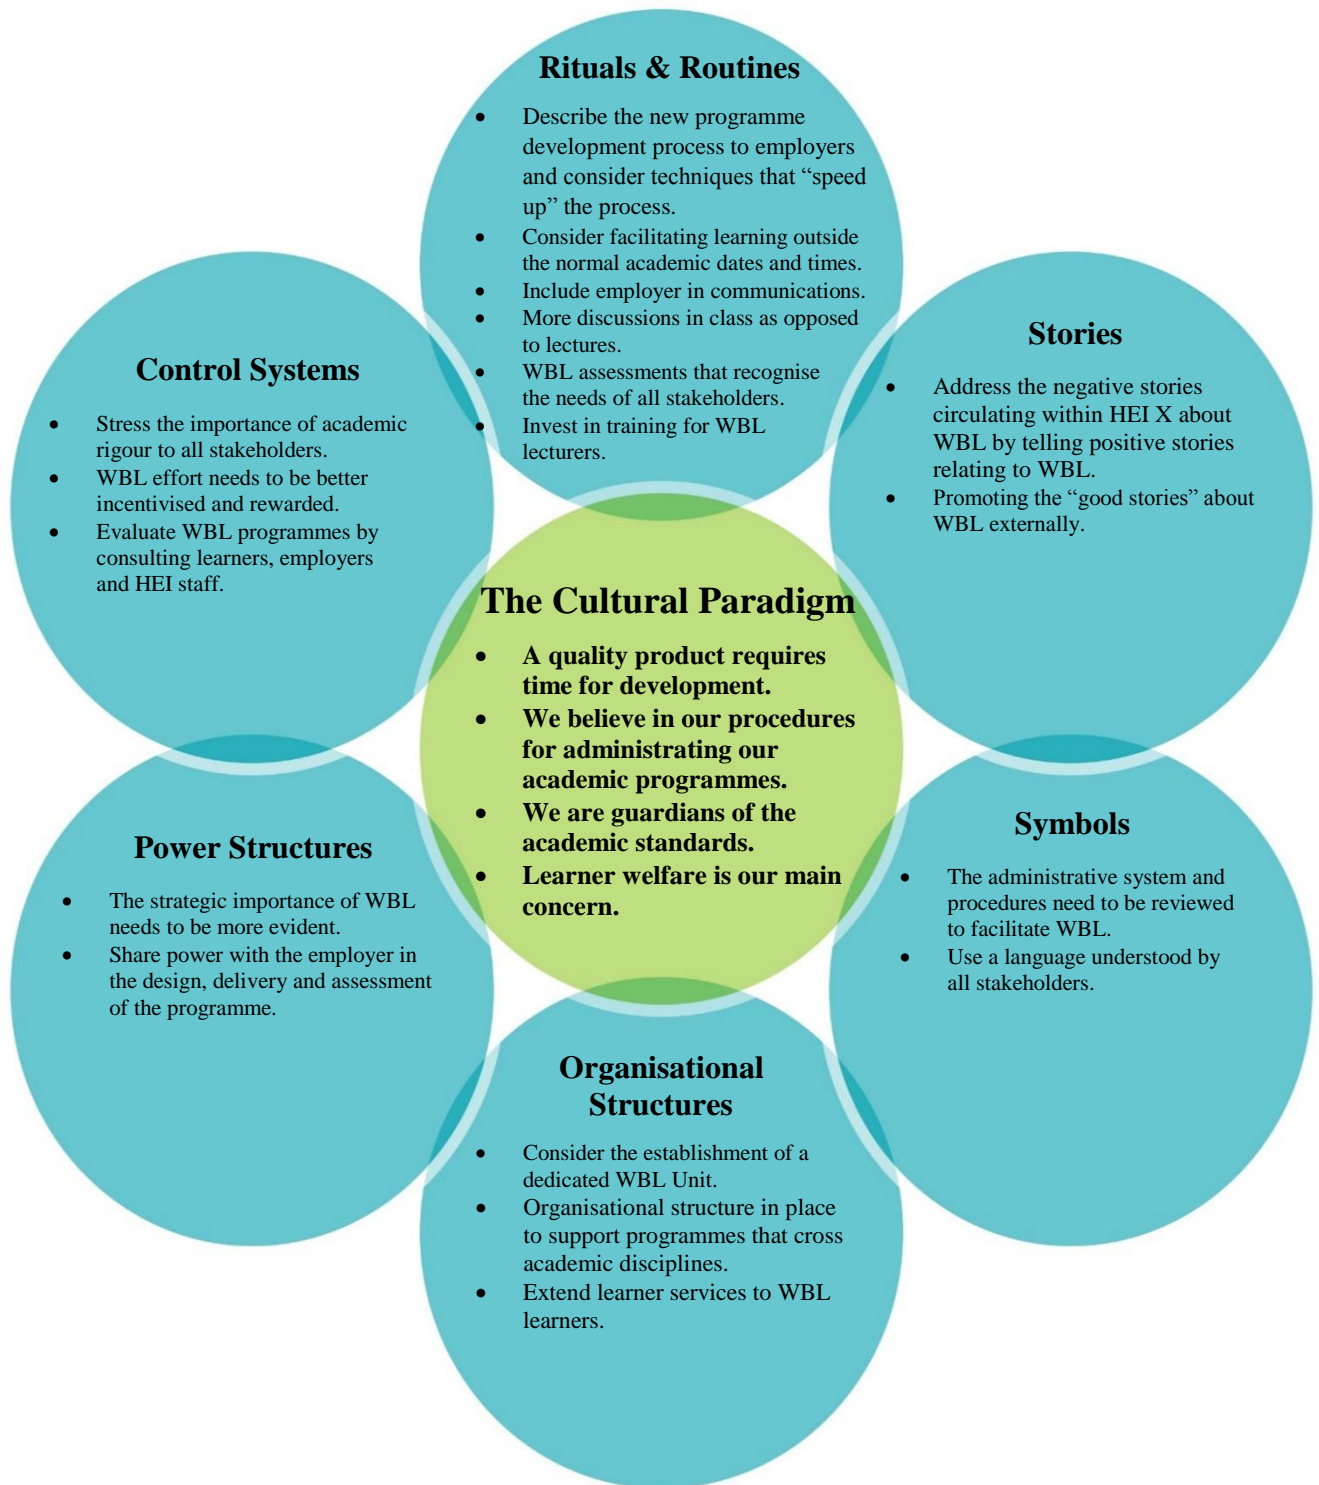 Rituals & Routines
• Describe the new programme
development process to employers
and consider techniques that “speed
up” the process.
• Consider facilitating learning outside
the normal academic dates and times.
• Include employer in communications.
• More discussions in class as opposed
to lectures.
• WBL assessments that recognise
the needs of all stakeholders.
• Invest in training for WBL
lecturers.
Control Systems
• Stress the importance of academic
rigour to all stakeholders.
• WBL effort needs to be better
incentivised and rewarded.
• Evaluate WBL programmes by
consulting learners, employers
and HEI staff.
Stories
• Address the negative stories
circulating within HEI X about
WBL by telling positive stories
relating to WBL.
• Promoting the “good stories” about
WBL externally.
The Cultural Paradigm
• A quality product requires
time for development.
• We believe in our procedures
for administrating our
academic programmes.
• We are guardians of the
academic standards.
• Learner welfare is our main
concern.
Power Structures
• The strategic importance of WBL
needs to be more evident.
• Share power with the employer in
the design, delivery and assessment
of the programme.
Symbols
• The administrative system and
procedures need to be reviewed
to facilitate WBL.
• Use a language understood by
all stakeholders.
Organisational
Structures
• Consider the establishment of a
dedicated WBL Unit.
• Organisational structure in place
to support programmes that cross
academic disciplines.
• Extend learner services to WBL
learners.